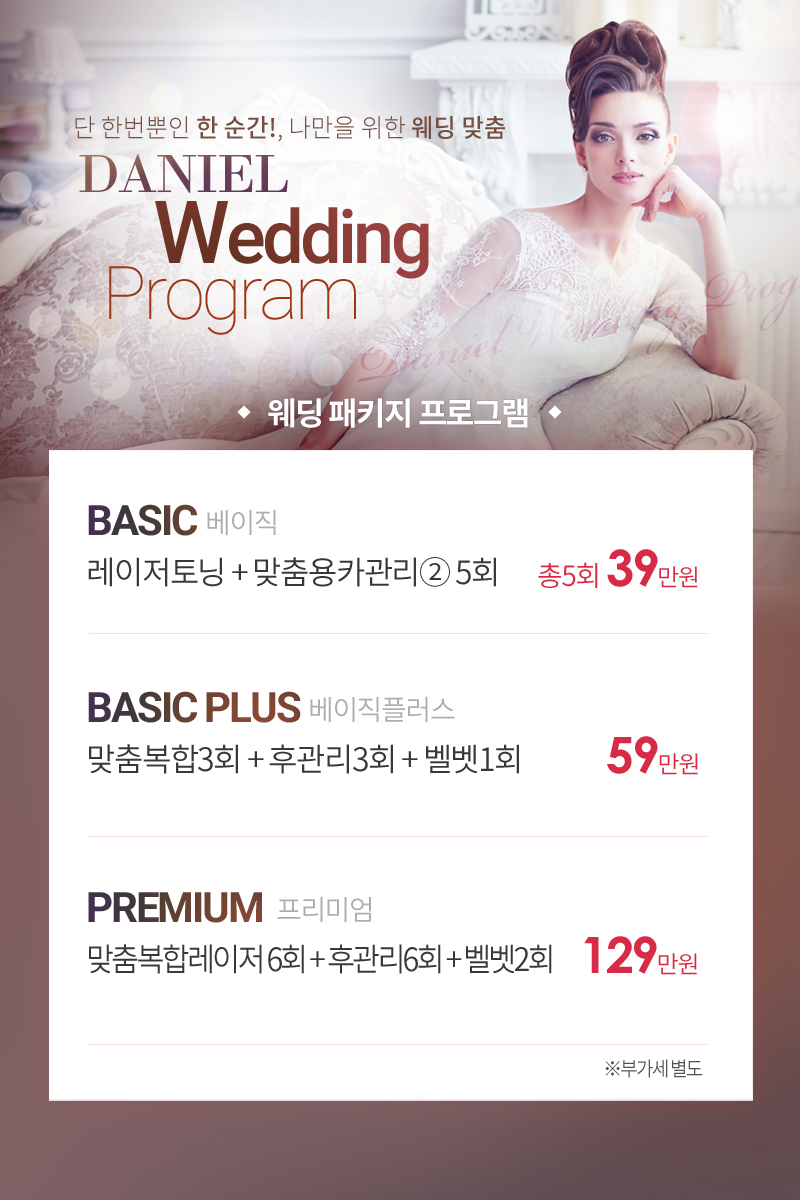 단 한번뿐인 한 순간!, 나만을 위한 웨딩 맞춤
DANIEL
Wedding
Program
Daniel Wedding Prog
◆ 웨딩 패키지 프로그램 ◆
BASIC 베이직
레이저토닝 + 맞춤용카관리② 5회 총5회 39만원
BASIC PLUS 베이직플러스
맞춤복합3회 + 후관리3회 + 벨벳1회 59만원
PREMIUM 프리미엄
맞춤복합레이저 6회 + 후관리6회 + 벨벳2회 129만원
※부가세 별도